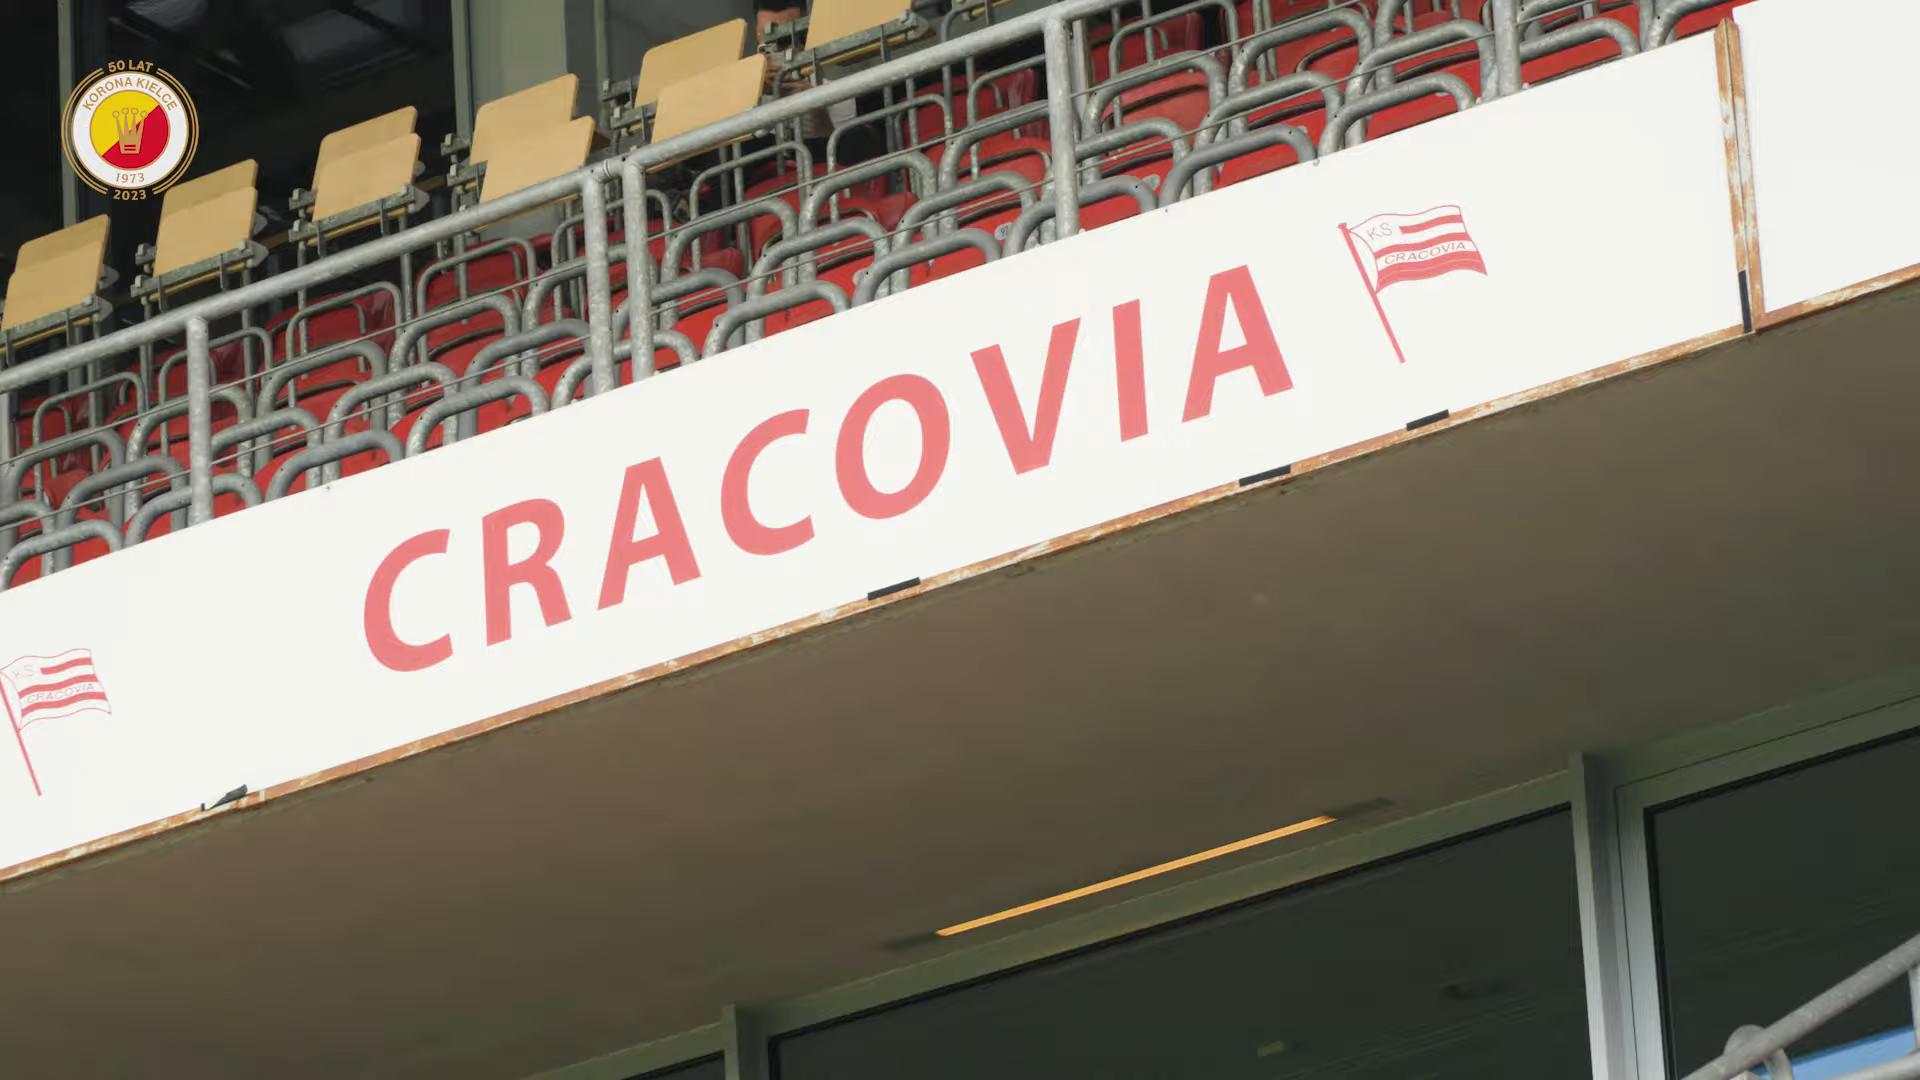 50 LAT
KORONA KIELCE
1973
2023
KS
CRACOVIA
CRACOVIA
KS
CRACOVIA